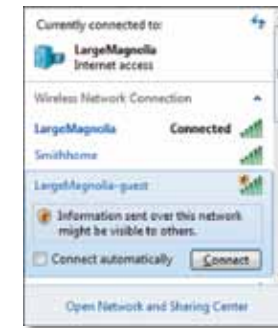 Currently connected to:
LargeMagnolia
Internet access
Wireless Network Connection
LargeMagnolia Connected
Smithhome
LargeMagnolia-guest
Information sent over this network
might be visible to others.
Connect automatically Connect
Open Network and Sharing Center